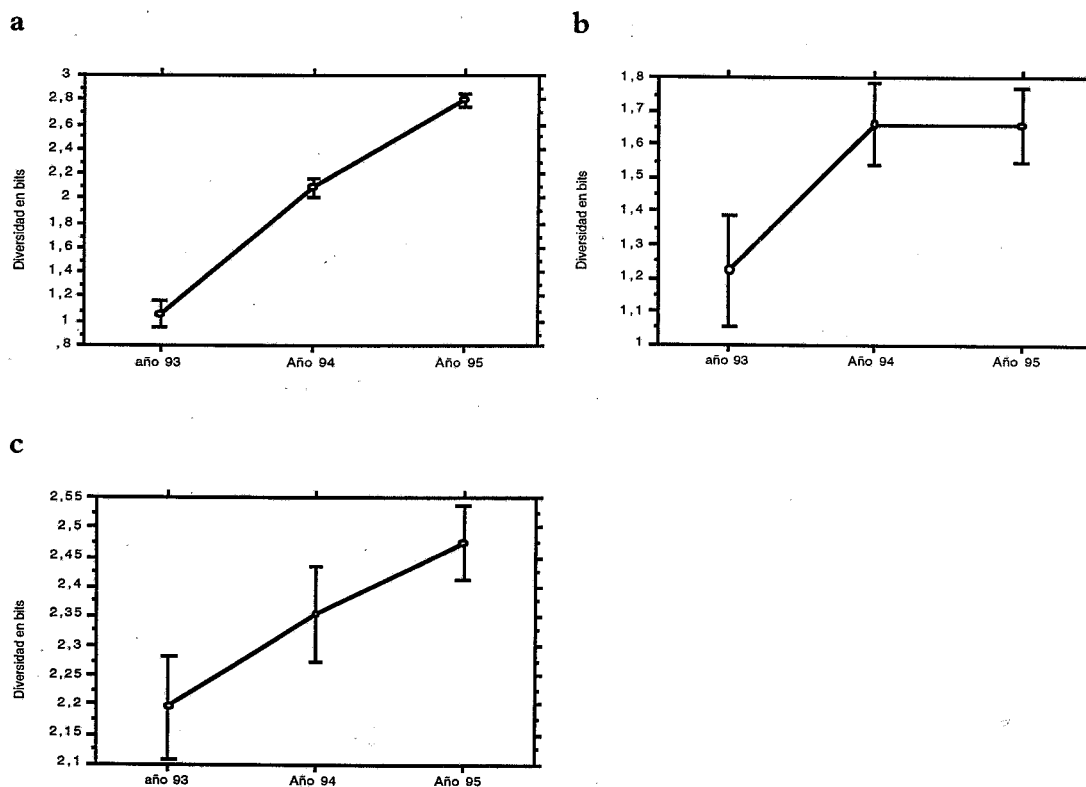 a
Diversidad en bits
3
2,8
2,6
2,4
2,2
2
1,8
1,6
1,4
1,2
1
,8
año 93
Año 94
Año 95
b
Diversidad en bits
1,8
1,7
1,6
1,5
1,4
1,3
1,2
1,1
1
año 93
Año 94
Año 95
c
Diversidad en bits
2,55
2,5
2,45
2,4
2,35
2,3
2,25
2,2
2,15
2,1
año 93
Año 94
Año 95